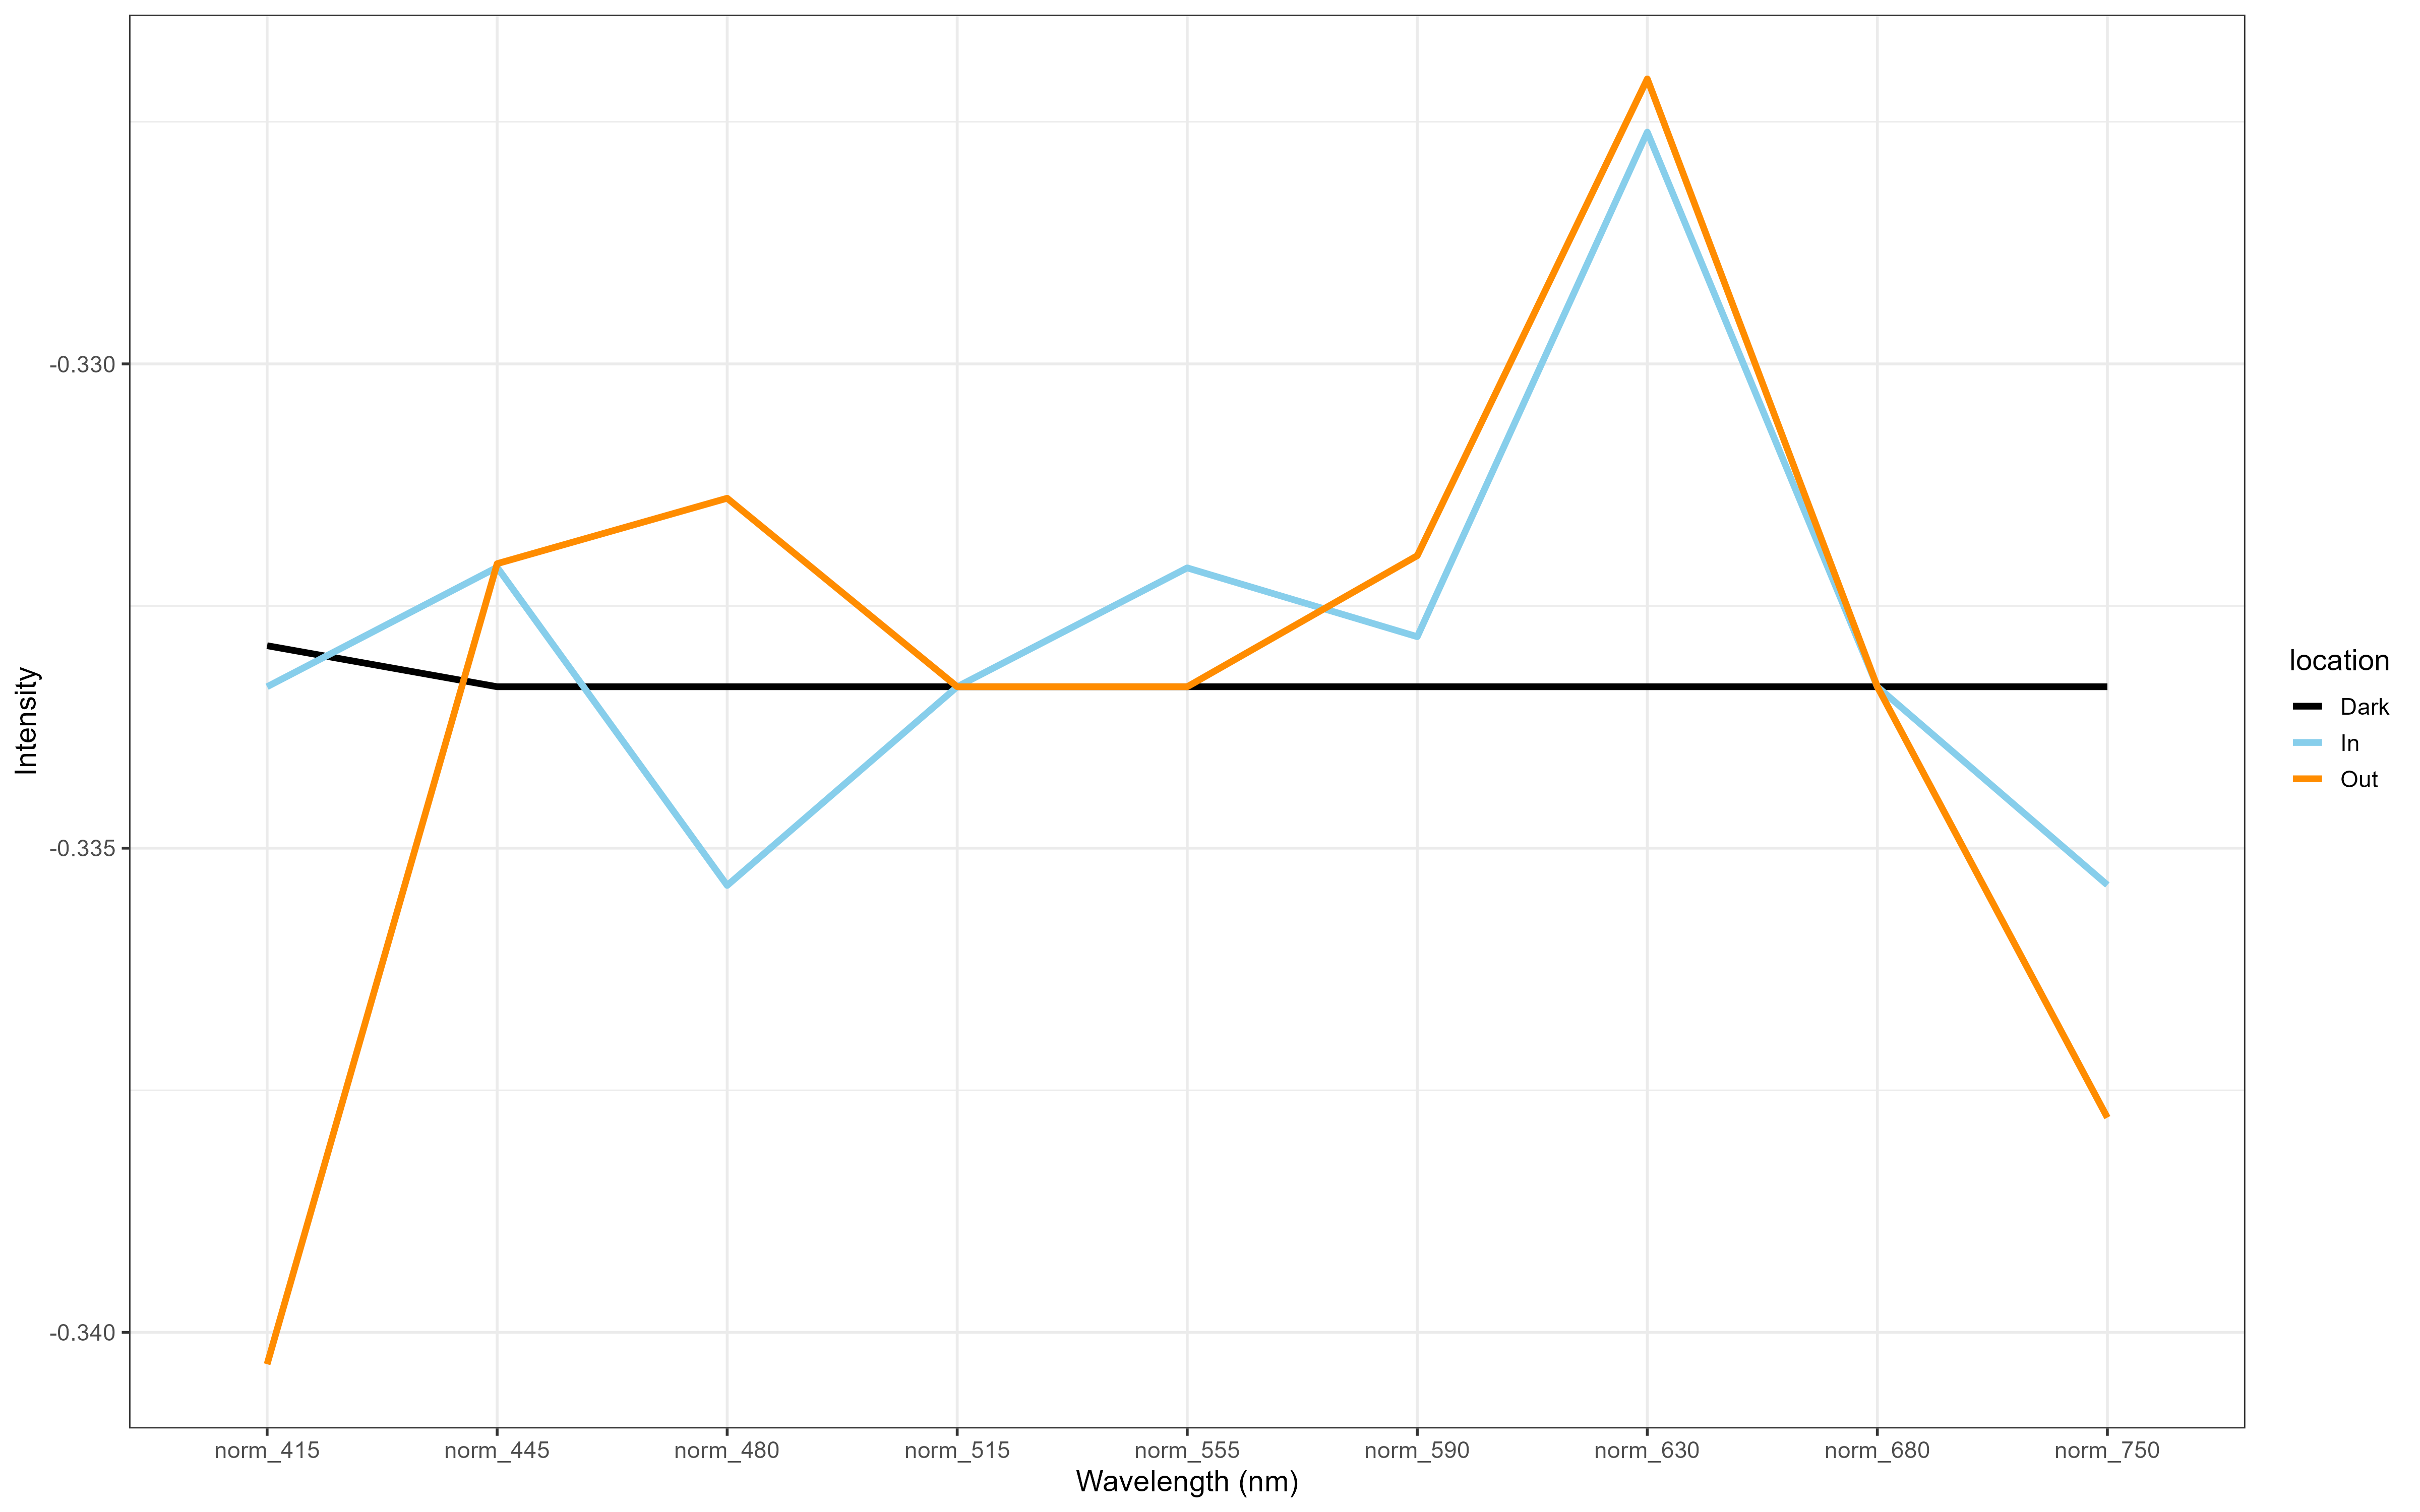 -0.330
-0.335
-0.340
Intensity
norm_415 norm_445 norm_480 norm_515 norm_555 norm_590 norm_630 norm_680 norm_750
Wavelength (nm)
location
Dark
In
Out